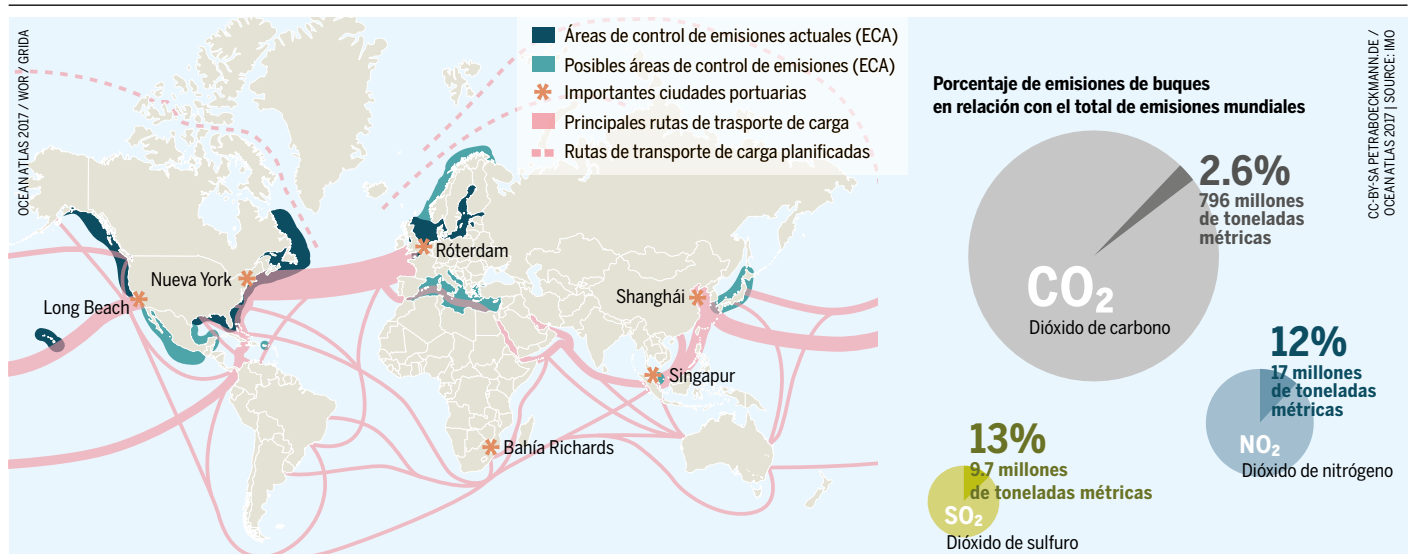 OCEAN ATLAS 2017 / WOR / GRIDA
Áreas de control de emisiones actuales (ECA)
Posibles áreas de control de emisiones (ECA)
Importantes ciudades portuarias
Principales rutas de trasporte de carga
Rutas de transporte de carga planificadas
Róterdam
Nueva York
Long Beach
Shanghái
Singapur
Bahía Richards
Porcentaje de emisiones de buques
en relación con el total de emisiones mundiales
2.6%
796 millones
de toneladas
métricas
CO₂
Dióxido de carbono
12%
17 millones
de toneladas
métricas
NO₂
Dióxido de nitrógeno
13%
9.7 millones
de toneladas métricas
SO₂
Dióxido de sulfuro
CC-BY-SA PETRABOECKMANN.DE /
OCEAN ATLAS 2017 | SOURCE: IMO